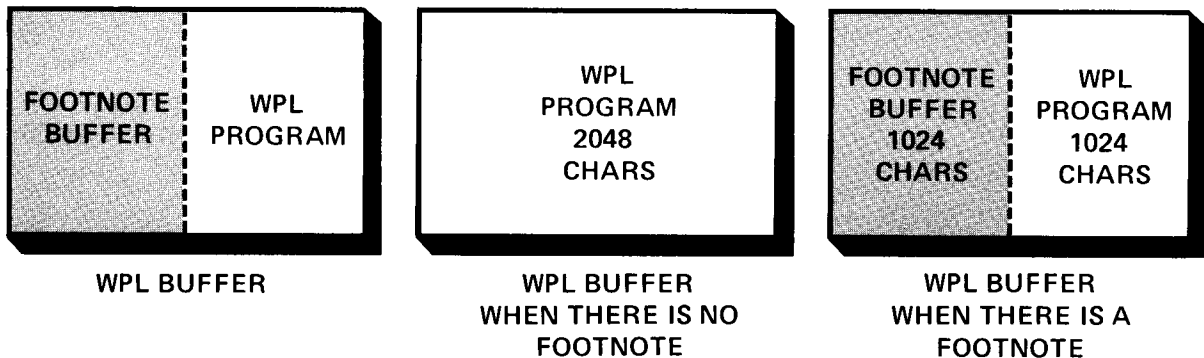 FOOTNOTE
BUFFER
WPL
PROGRAM
WPL BUFFER
WPL
PROGRAM
2048
CHARS
WPL BUFFER
WHEN THERE IS NO
FOOTNOTE
FOOTNOTE
BUFFER
1024
CHARS
WPL
PROGRAM
1024
CHARS
WPL BUFFER
WHEN THERE IS A
FOOTNOTE